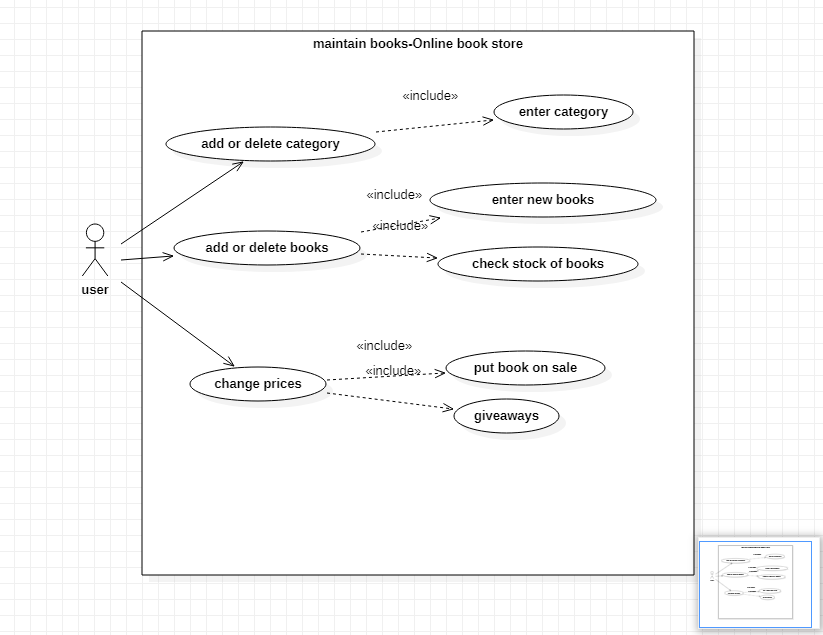 maintain books-Online book store
«include»
enter category
add or delete category
«include»
enter new books
«include»
add or delete books
check stock of books
user
«include»
«include»
put book on sale
change prices
giveaways